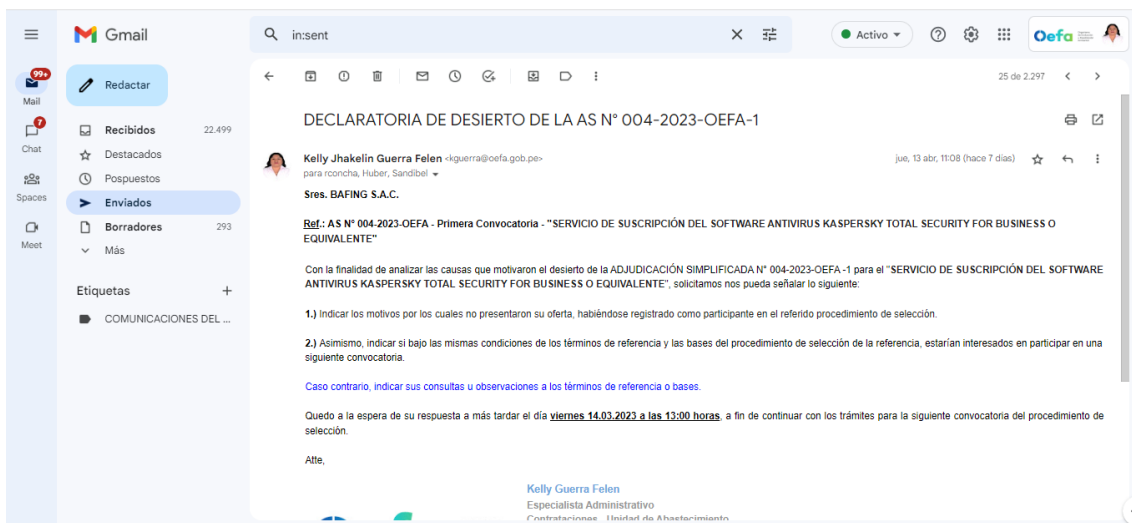 Gmail
in:sent
Activo
Oefa
99+
Mail
Redactar
25 de 2.297
7
Chat
Spaces
Meet
Recibidos 22.499
Destacados
Pospuestos
Enviados
Borradores 293
Más
Etiquetas
COMUNICACIONES DEL ...
DECLARATORIA DE DESIERTO DE LA AS N° 004-2023-OEFA-1
Kelly Jhakelin Guerra Felen <kguerra@oefa.gob.pe>
jue, 13 abr, 11:08 (hace 7 días)
para rconcha, Huber, Sandibel
Sres. BAFING S.A.C.
Ref.: AS N° 004-2023-OEFA - Primera Convocatoria - "SERVICIO DE SUSCRIPCIÓN DEL SOFTWARE ANTIVIRUS KASPERSKY TOTAL SECURITY FOR BUSINESS O
EQUIVALENTE"
Con la finalidad de analizar las causas que motivaron el desierto de la ADJUDICACIÓN SIMPLIFICADA N° 004-2023-OEFA -1 para el "SERVICIO DE SUSCRIPCIÓN DEL SOFTWARE
ANTIVIRUS KASPERSKY TOTAL SECURITY FOR BUSINESS O EQUIVALENTE", solicitamos nos pueda señalar lo siguiente:
1.) Indicar los motivos por los cuales no presentaron su oferta, habiéndose registrado como participante en el referido procedimiento de selección.
2.) Asimismo, indicar si bajo las mismas condiciones de los términos de referencia y las bases del procedimiento de selección de la referencia, estarían interesados en participar en una
siguiente convocatoria.
Caso contrario, indicar sus consultas u observaciones a los términos de referencia o bases.
Quedo a la espera de su respuesta a más tardar el día viernes 14.03.2023 a las 13:00 horas, a fin de continuar con los trámites para la siguiente convocatoria del procedimiento de
selección.
Atte,
Kelly Guerra Felen
Especialista Administrativo
Contrataciones - Unidad de Abastecimiento